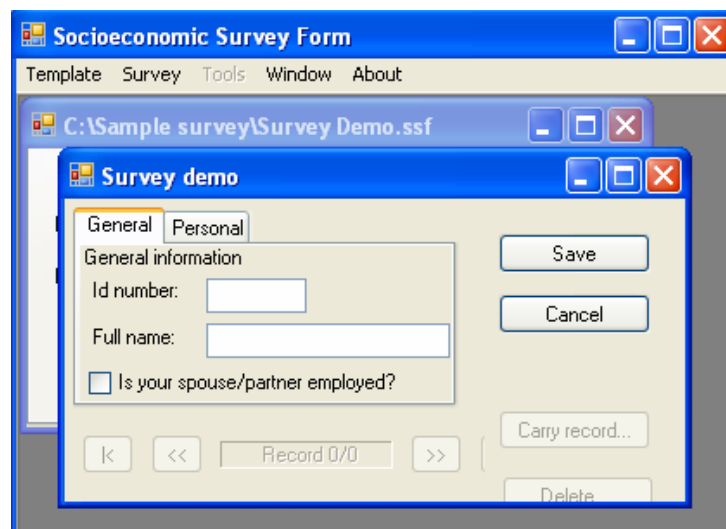 Socioeconomic Survey Form
Template Survey Tools Window About
C:\Sample survey\Survey Demo.ssf
Survey demo
General Personal
General information
Id number:
Full name:
Is your spouse/partner employed?
Save
Cancel
Carry record...
|< << Record 0/0 >>
Delete